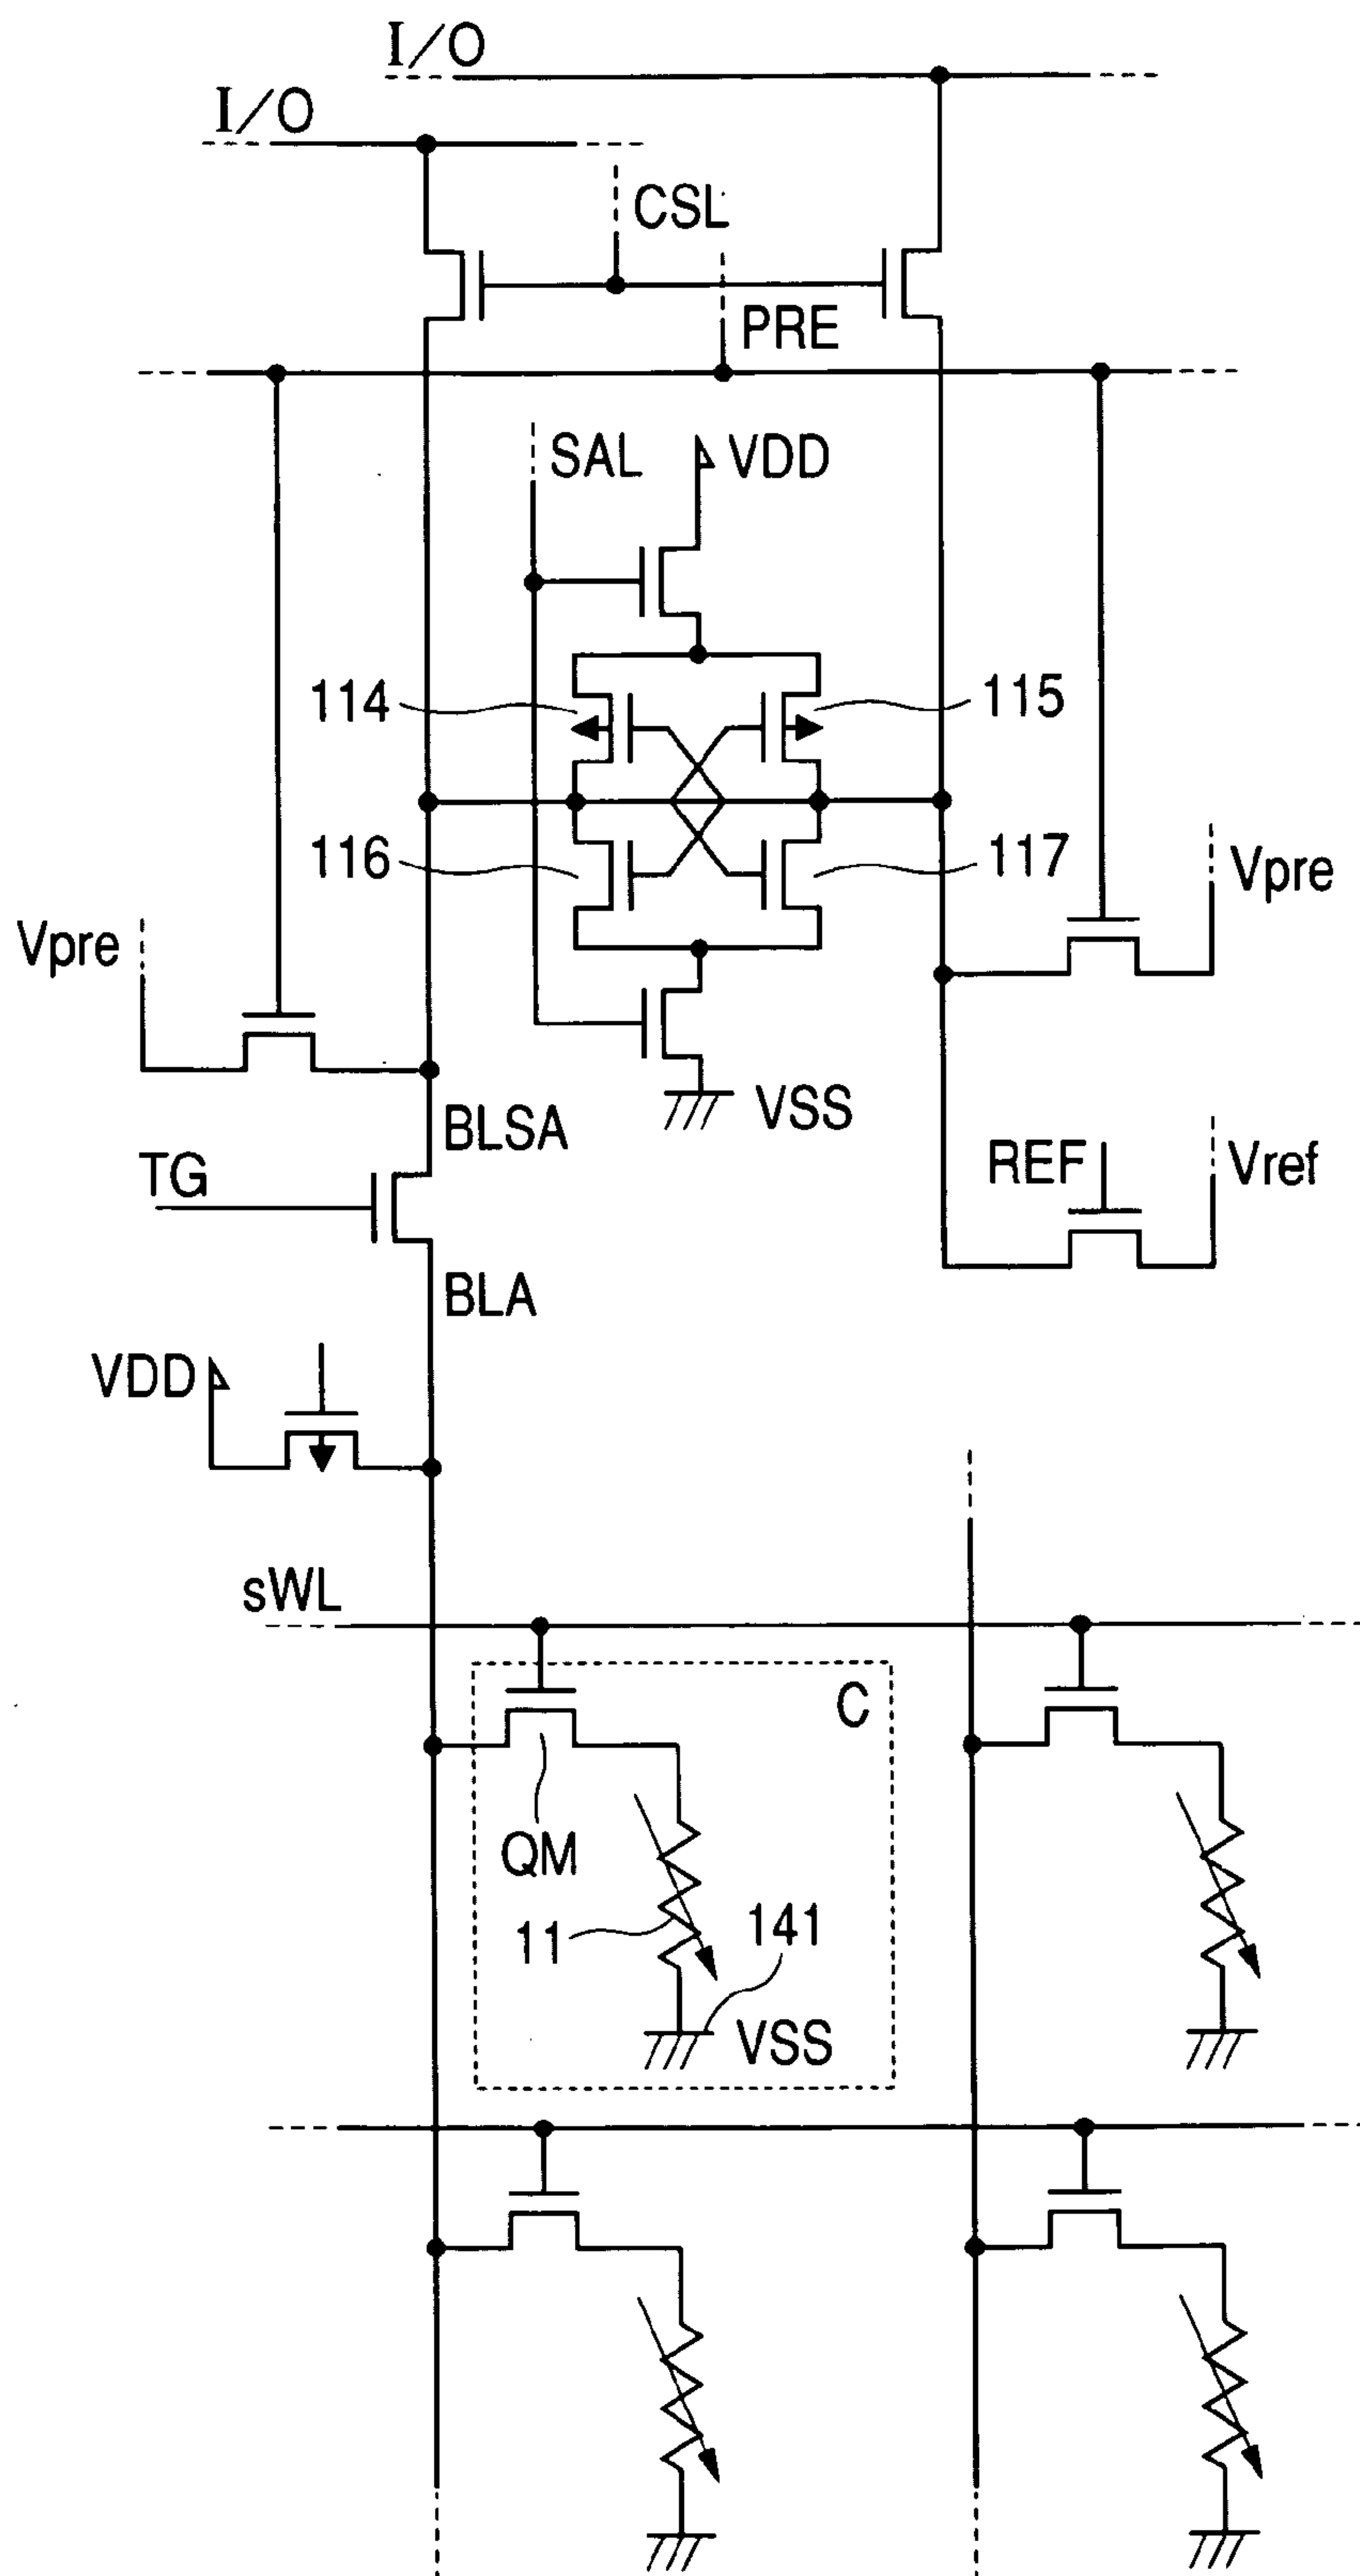 I/O
I/O
CSL
PRE
SAL
VDD
114
115
116
117
Vpre
Vpre
VSS
BLSA
TG
REF
Vref
BLA
VDD
sWL
C
QM
11
141
VSS